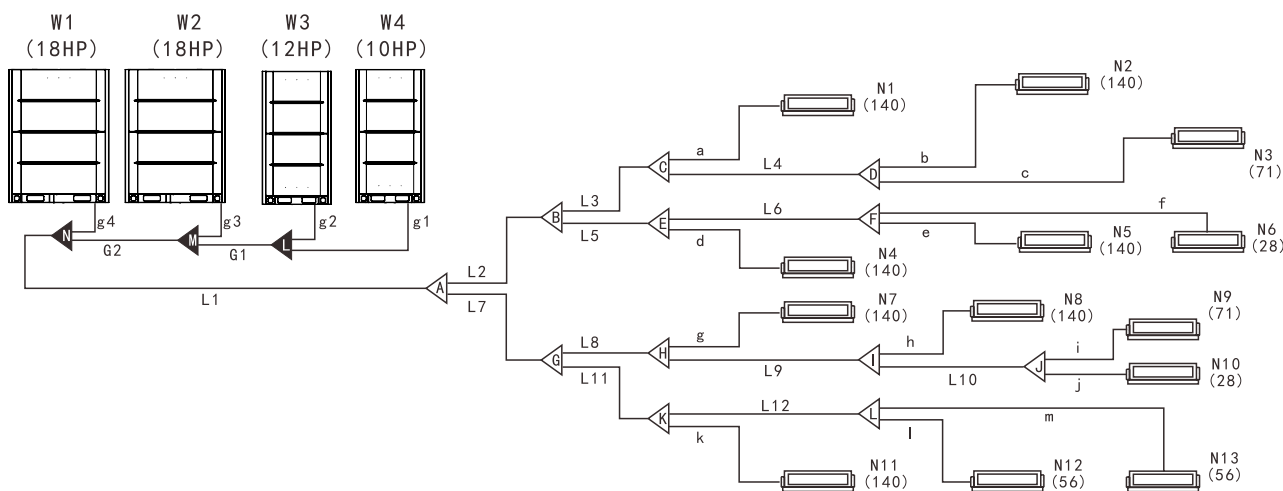 W1
(18HP)
W2
(18HP)
W3
(12HP)
W4
(10HP)
g4
g3
g2
g1
N
M
L
G2
G1
L1
A
L2
L7
B
L3
L5
C
a
L4
D
b
c
N1
(140)
N2
(140)
N3
(71)
E
L6
d
F
f
e
N4
(140)
N5
(140)
N6
(28)
G
L8
L11
H
g
L9
I
h
L10
J
i
j
N7
(140)
N8
(140)
N9
(71)
N10
(28)
K
L12
k
L
l
m
N11
(140)
N12
(56)
N13
(56)